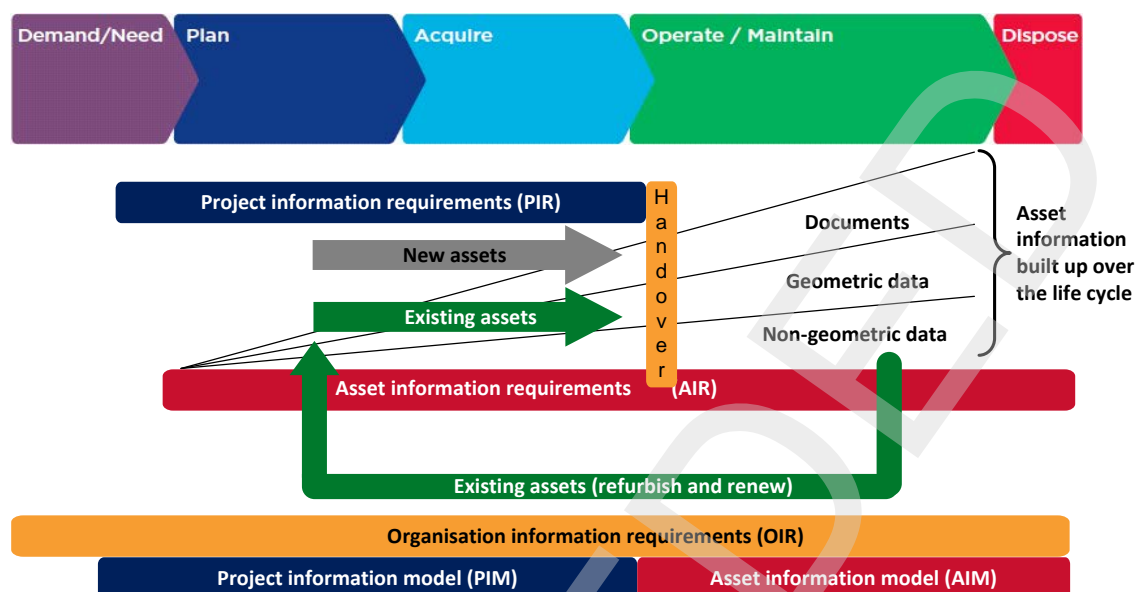 Demand/Need
Plan
Acquire
Operate / Maintain
Dispose
Project information requirements (PIR)
Handover
New assets
Existing assets
Documents
Geometric data
Non-geometric data
Asset
information
built up over
the life cycle
Asset information requirements (AIR)
Existing assets (refurbish and renew)
Organisation information requirements (OIR)
Project information model (PIM)
Asset information model (AIM)
DED